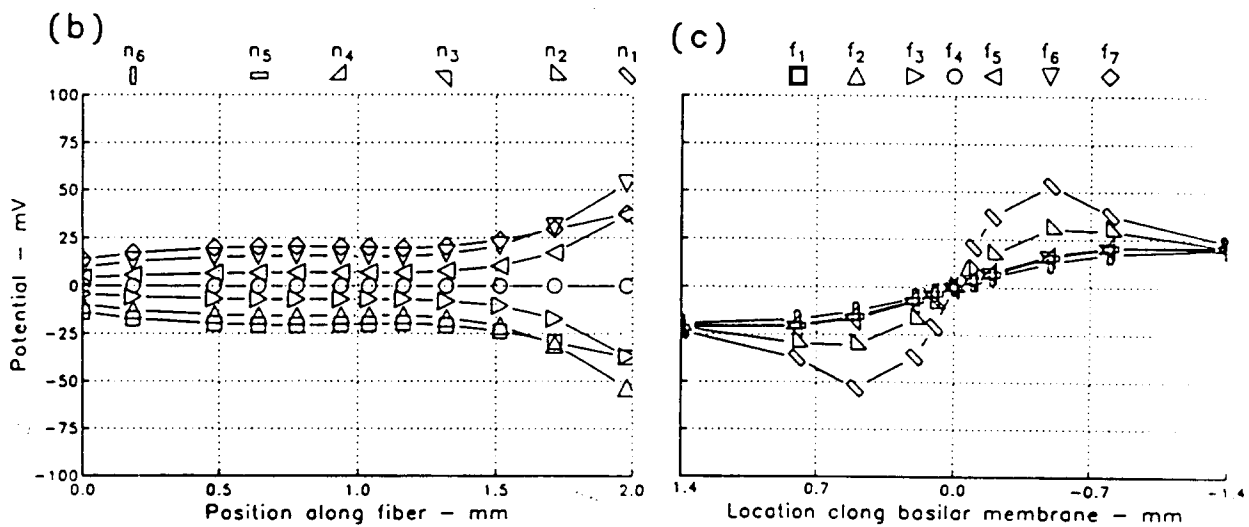 (b)
n6 n5 n4 n3 n2 n1
100
75
50
25
0
-25
-50
-75
-100
Potential – mV
0.0 0.5 1.0 1.5 2.0
Position along fiber – mm
(c)
f1 f2 f3 f4 f5 f6 f7
1.4 0.7 0.0 -0.7 -1.4
Location clong basilar membrane – mm